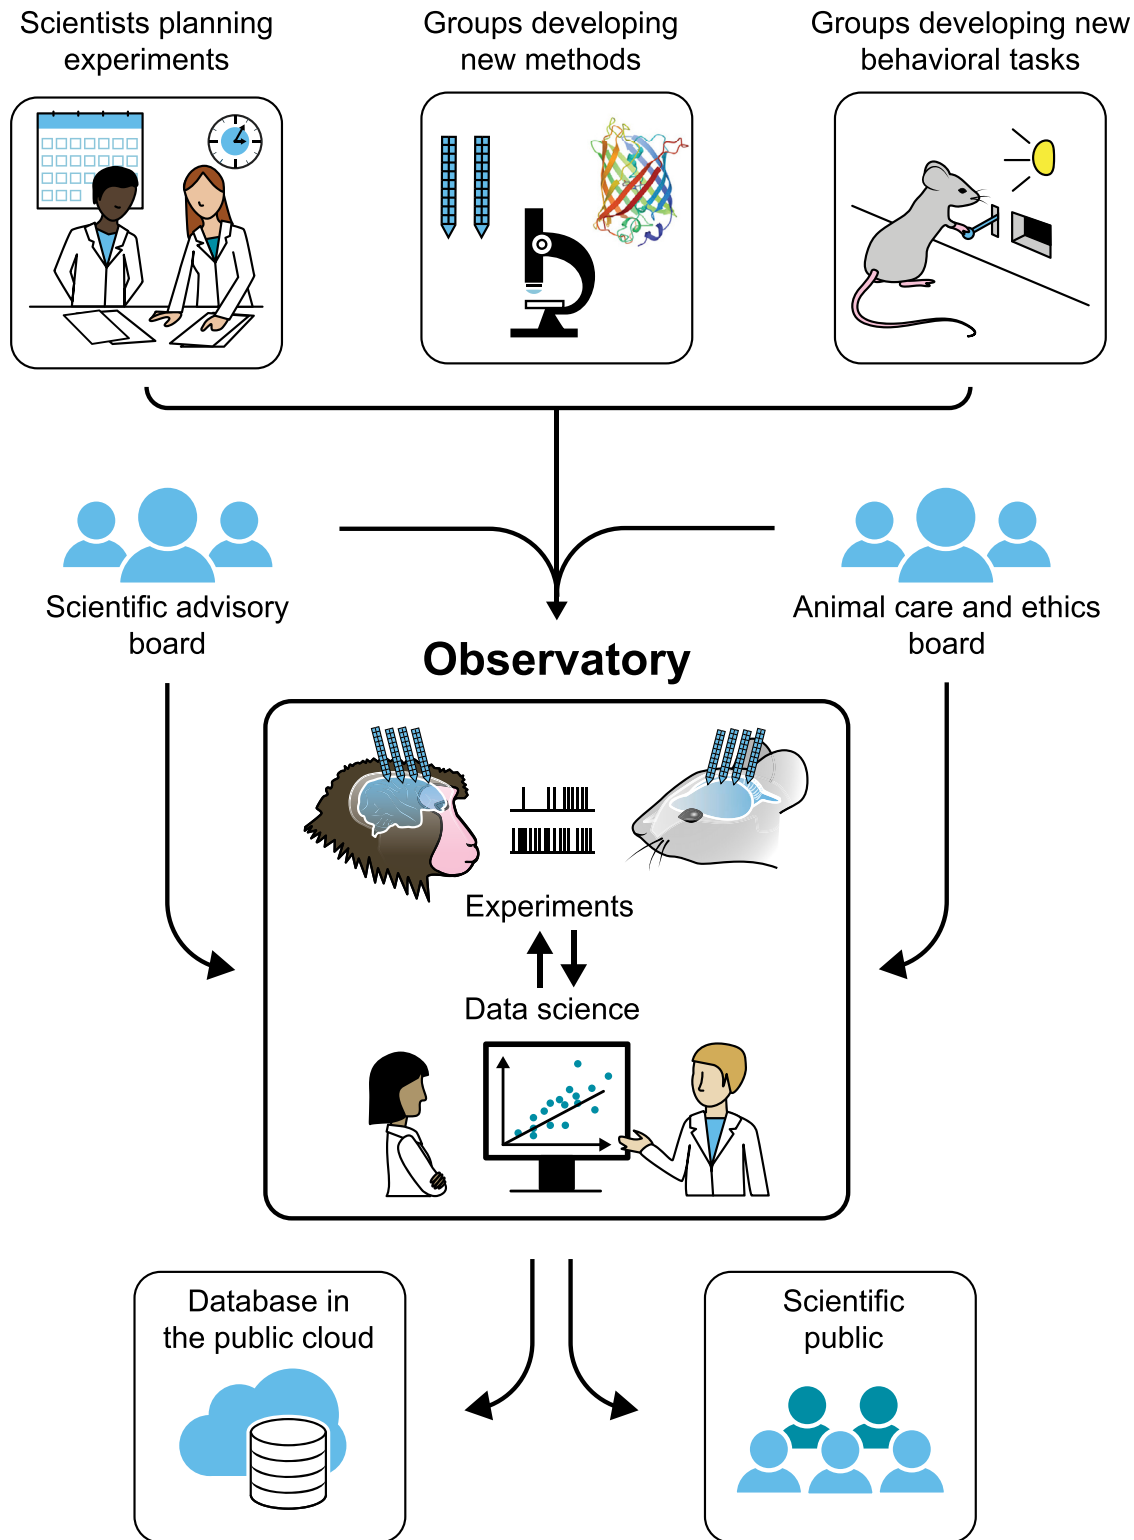 Scientists planning
experiments
Groups developing
new methods
Groups developing new
behavioral tasks
Scientific advisory
board
Animal care and ethics
board
Observatory
Experiments
Data science
Database in
the public cloud
Scientific
public